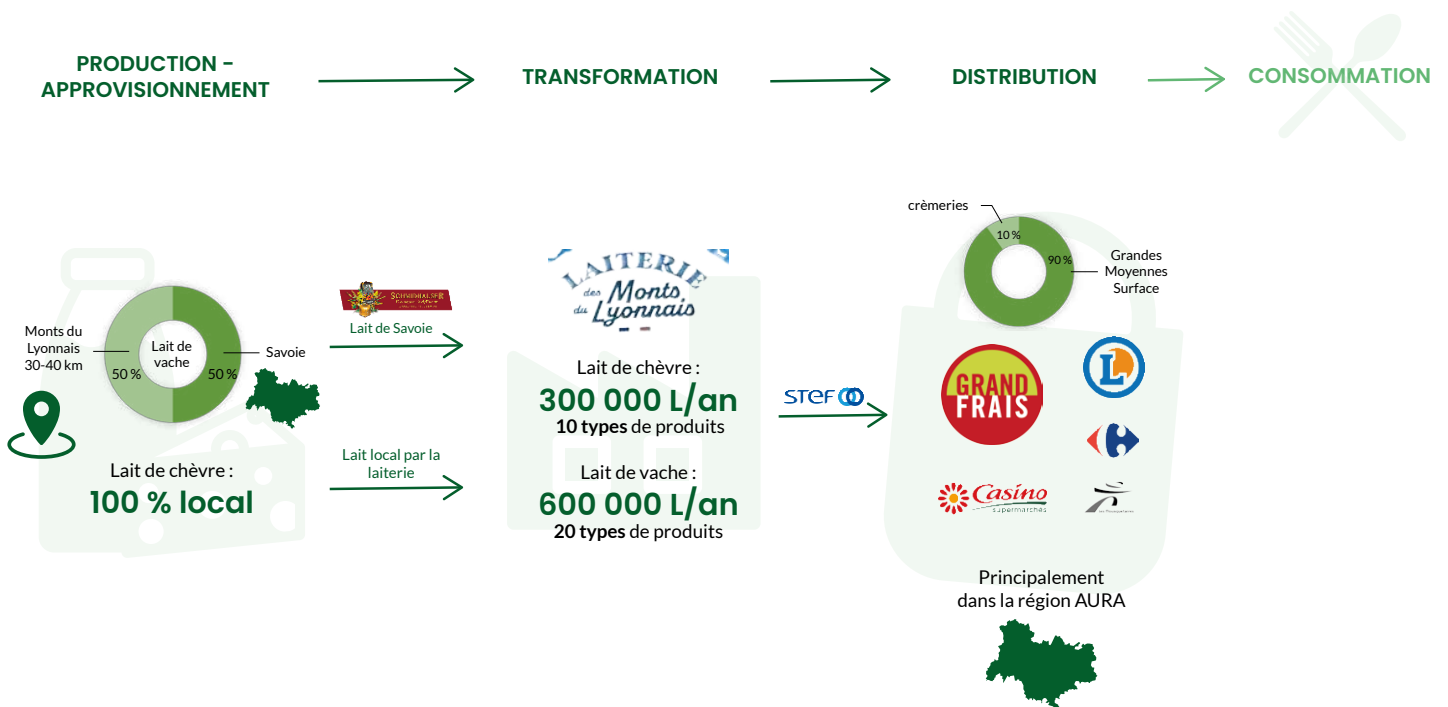 PRODUCTION -
APPROVISIONNEMENT
TRANSFORMATION
DISTRIBUTION
CONSOMMATION
Monts du
Lyonnais
30-40 km
50 %
Lait de
vache
50 %
Savoie
Lait de chèvre :
100 % local
Lait de Savoie
Lait local par la
laiterie
LAITERIE
des Monts
du Lyonnais
Lait de chèvre :
300 000 L/an
10 types de produits
Lait de vache :
600 000 L/an
20 types de produits
STEF
crèmeries
10 %
90 %
Grandes
Moyennes
Surface
GRAND
FRAIS
L
Casino
supermarchés
Principalement
dans la région AURA